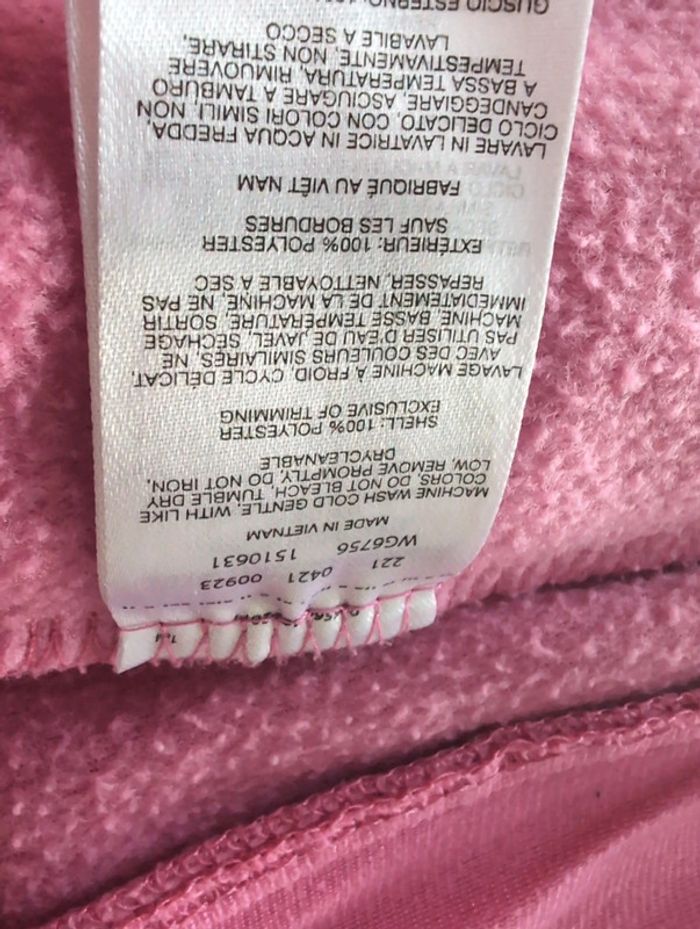 221 0421 00923
WG6756 1510631
MADE IN VIETNAM
MACHINE WASH COLD GENTLE, WITH LIKE
COLORS, DO NOT BLEACH, TUMBLE DRY
LOW, REMOVE PROMPTLY, DO NOT IRON,
DRYCLEANABLE
SHELL: 100% POLYESTER
EXCLUSIVE OF TRIMMING
LAVAGE MACHINE À FROID, CYCLE DÉLICAT,
AVEC DES COULEURS SIMILAIRES, NE
PAS UTILISER D'EAU DE JAVEL, SÉCHAGE
MACHINE, BASSE TEMPÉRATURE, SORTIR
IMMÉDIATEMENT DE LA MACHINE, NE PAS
REPASSER, NETTOYABLE À SEC
EXTÉRIEUR: 100% POLYESTER
SAUF LES BORDURES
FABRIQUÉ AU VIÊT NAM
LAVARE IN LAVATRICE IN ACQUA FREDDA,
CICLO DELICATO, CON COLORI SIMILI, NON
CANDEGGIARE, ASCIUGARE A TAMBURO
A BASSA TEMPERATURA, RIMUOVERE
TEMPESTIVAMENTE, NON STIRARE,
LAVABILE A SECCO
GUSCIO ESTERNO: